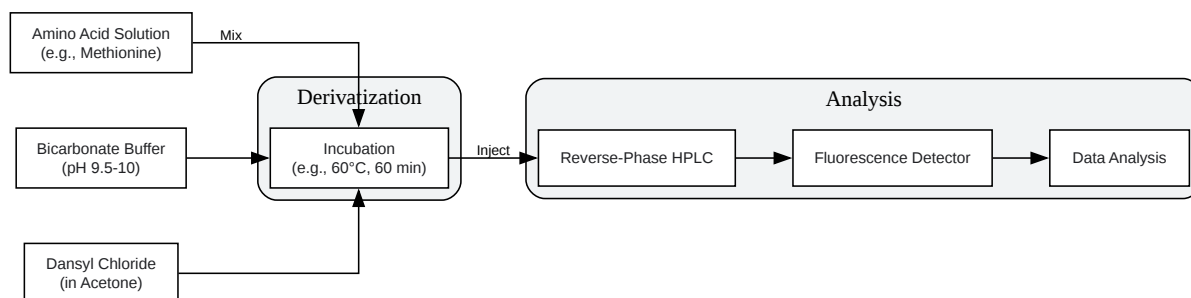 Amino Acid Solution
(e.g., Methionine)
Mix
Derivatization
Analysis
Bicarbonate Buffer
(pH 9.5-10)
Incubation
(e.g., 60°C, 60 min)
Inject
Reverse-Phase HPLC
Fluorescence Detector
Data Analysis
Dansyl Chloride
(in Acetone)